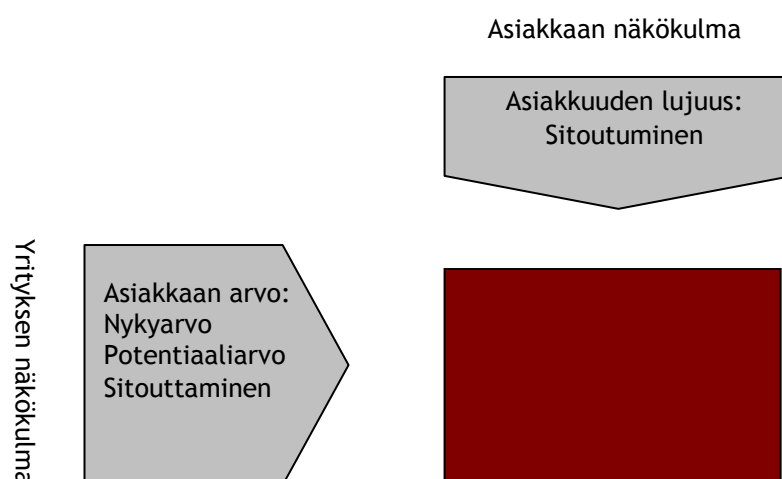 Asiakkaan näkökulma
Asiakkuuden lujuus:
Sitoutuminen
Yrityksen näkökulma
Asiakkaan arvo:
Nykyarvo
Potentiaaliarvo
Sitouttaminen